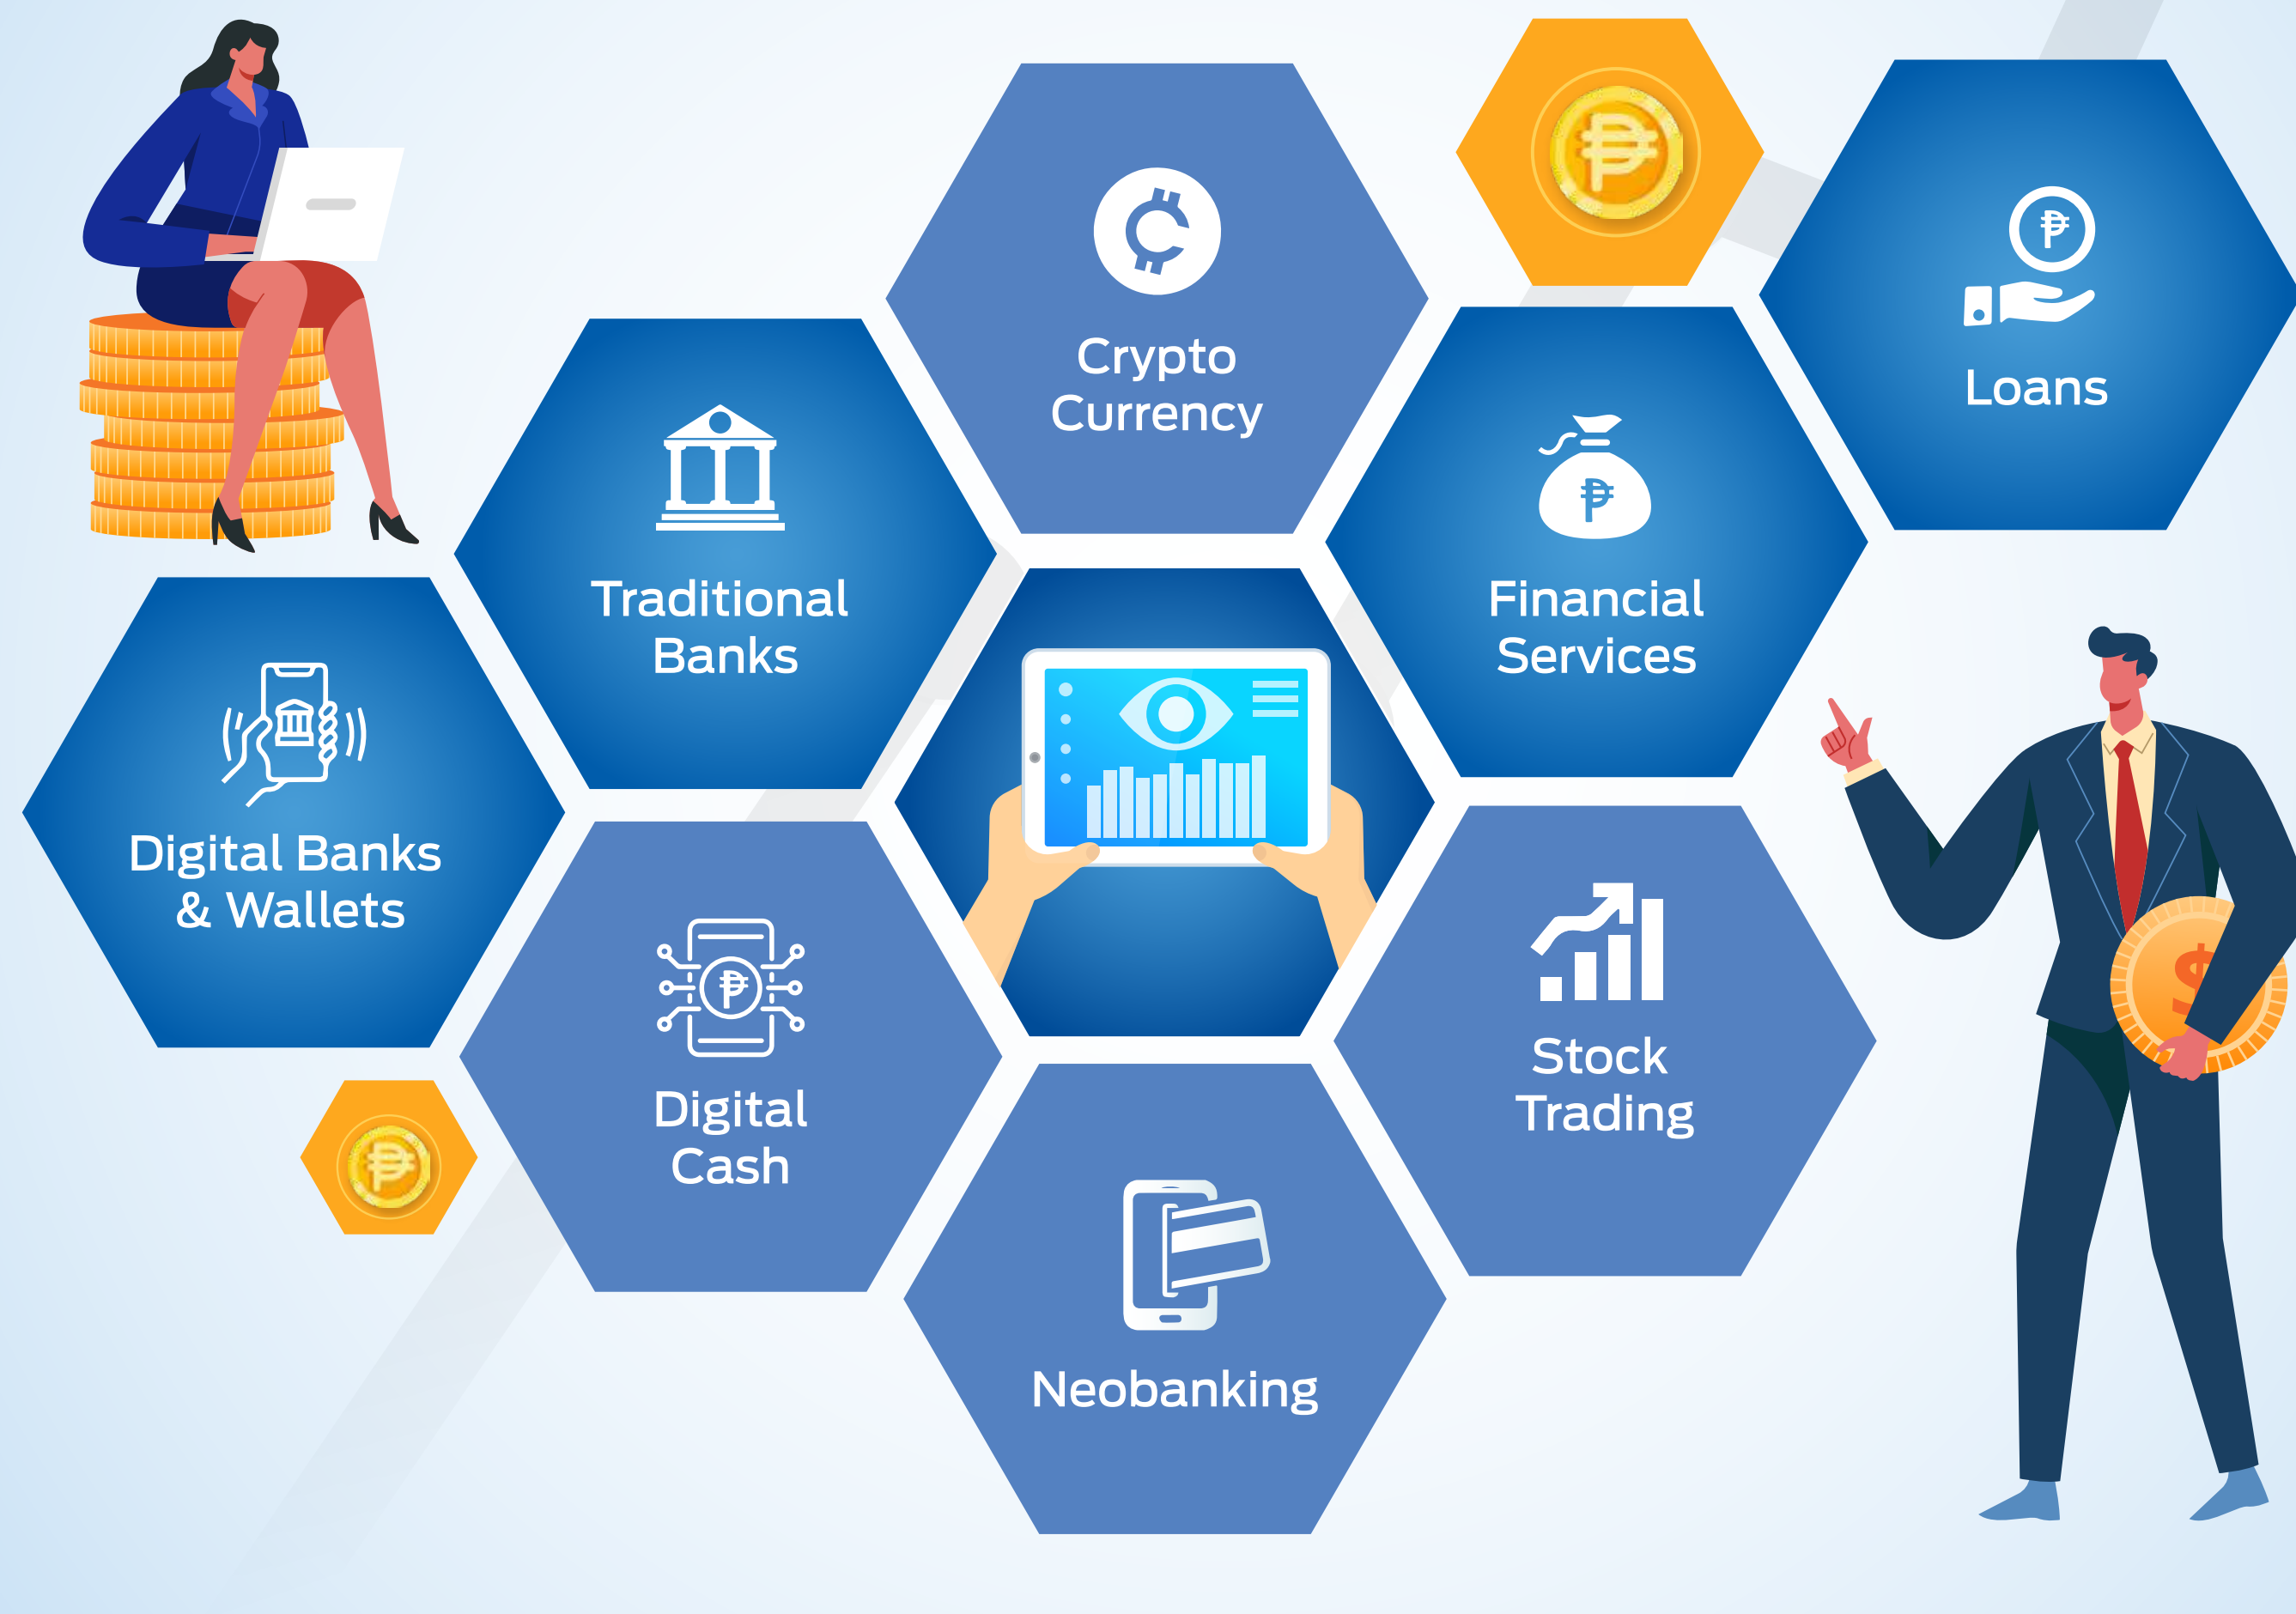 Crypto
Currency
Loans
Traditional
Banks
Financial
Services
Digital Banks
& Wallets
Digital
Cash
Stock
Trading
Neobanking